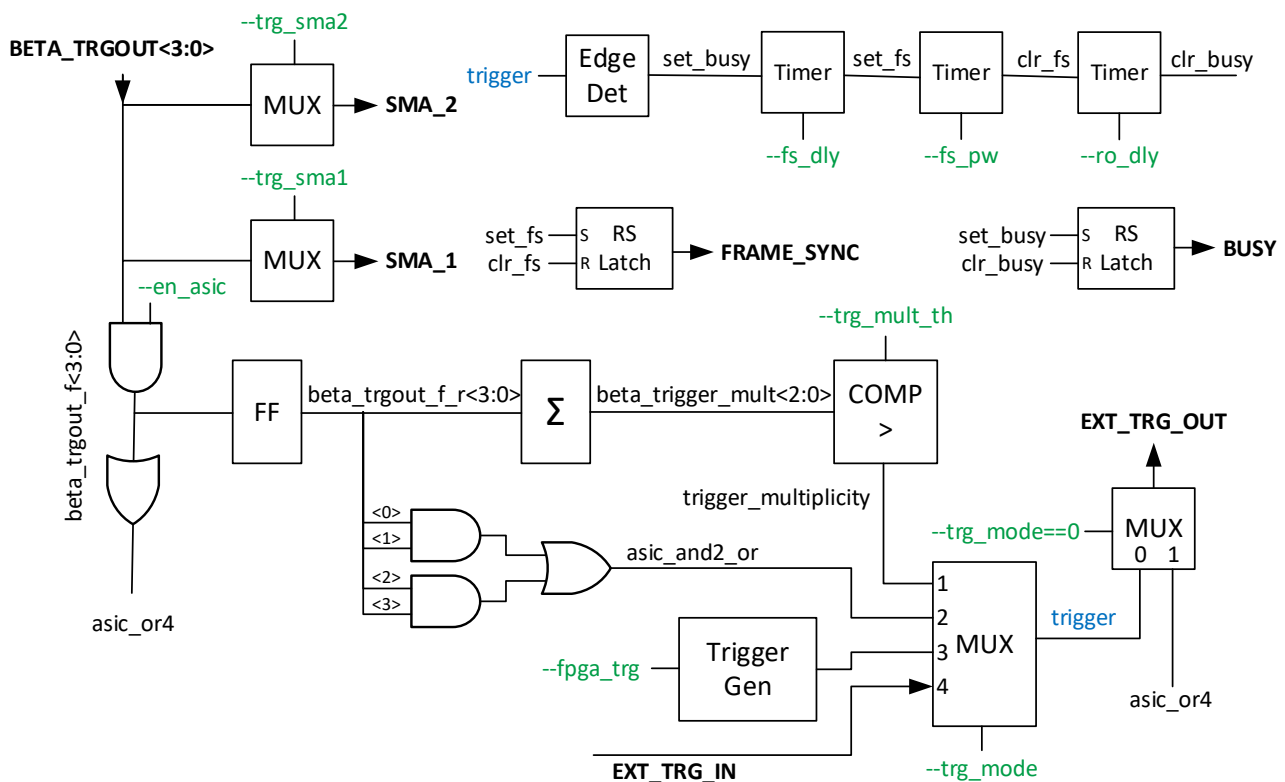 --trg_sma2
BETA_TRGOUT<3:0>
MUX
SMA_2
trigger
Edge
Det
set_busy
Timer
set_fs
Timer
clr_fs
Timer
clr_busy
--fs_dly
--fs_pw
--ro_dly
--trg_sma1
MUX
SMA_1
set_fs
clr_fs
S
R
RS
Latch
FRAME_SYNC
set_busy
clr_busy
S
R
RS
Latch
BUSY
--en_asic
beta_trgout_f<3:0>
FF
beta_trgout_f_r<3:0>
Σ
beta_trigger_mult<2:0>
--trg_mult_th
COMP
>
trigger_multiplicity
EXT_TRG_OUT
--trg_mode==0
MUX
0 1
<0>
<1>
<2>
<3>
asic_and2_or
asic_or4
1
2
3
4
MUX
trigger
--fpga_trg
Trigger
Gen
asic_or4
EXT_TRG_IN
--trg_mode